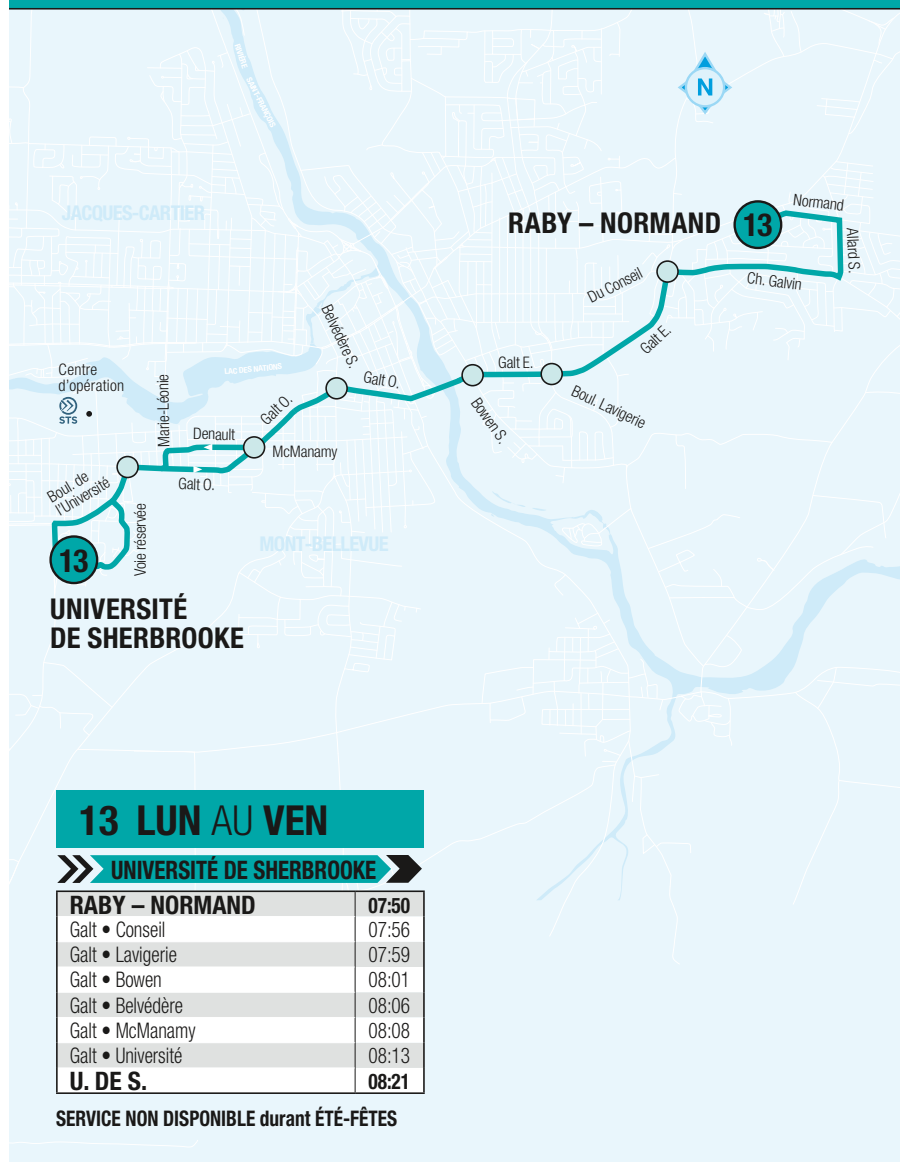 RIVIÈRE
SAINT-FRANÇOIS
N
JACQUES-CARTIER
RABY – NORMAND 13
Normand
Allard S.
Ch. Galvin
Du Conseil
Galt E.
Belvédère S.
Galt E.
Centre
d'opération
STS
LAC DES NATIONS
Galt O.
Boul. Lavigerie
Bowen S.
Marie-Léonie
Galt O.
Denault
McManamy
Galt O.
Boul. de
l'Université
Voie réservée
MONT-BELLEVUE
13
UNIVERSITÉ
DE SHERBROOKE
13 LUN AU VEN
UNIVERSITÉ DE SHERBROOKE
RABY – NORMAND 07:50
Galt • Conseil 07:56
Galt • Lavigerie 07:59
Galt • Bowen 08:01
Galt • Belvédère 08:06
Galt • McManamy 08:08
Galt • Université 08:13
U. DE S. 08:21
SERVICE NON DISPONIBLE durant ÉTÉ-FÊTES